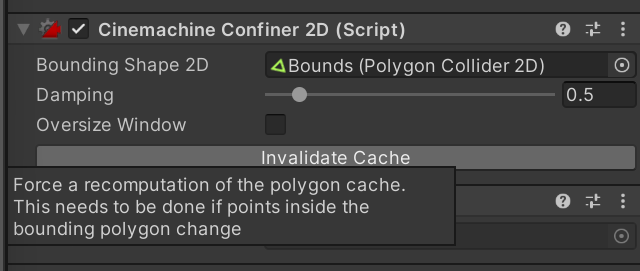 Cinemachine Confiner 2D (Script)
Bounding Shape 2D
Bounds (Polygon Collider 2D)
Damping
0.5
Oversize Window
Invalidate Cache
Force a recomputation of the polygon cache.
This needs to be done if points inside the
bounding polygon change